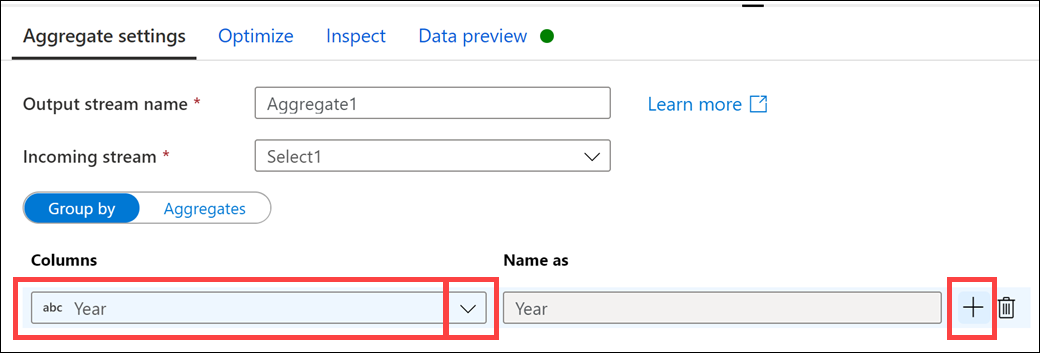 Aggregate settings Optimize Inspect Data preview
Output stream name * Aggregate1 Learn more
Incoming stream * Select1
Group by Aggregates
Columns Name as
abc Year Year